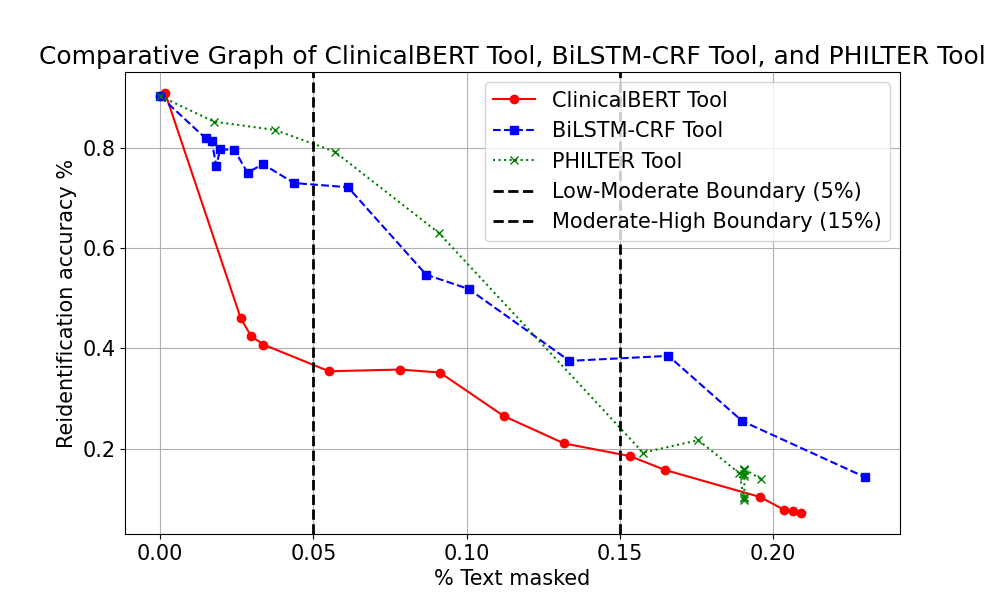 Comparative Graph of ClinicalBERT Tool, BiLSTM-CRF Tool, and PHILTER Tool
ClinicalBERT Tool
BiLSTM-CRF Tool
PHILTER Tool
Low-Moderate Boundary (5%)
Moderate-High Boundary (15%)
Reidentification accuracy %
0.8
0.6
0.4
0.2
0.00 0.05 0.10 0.15 0.20
% Text masked